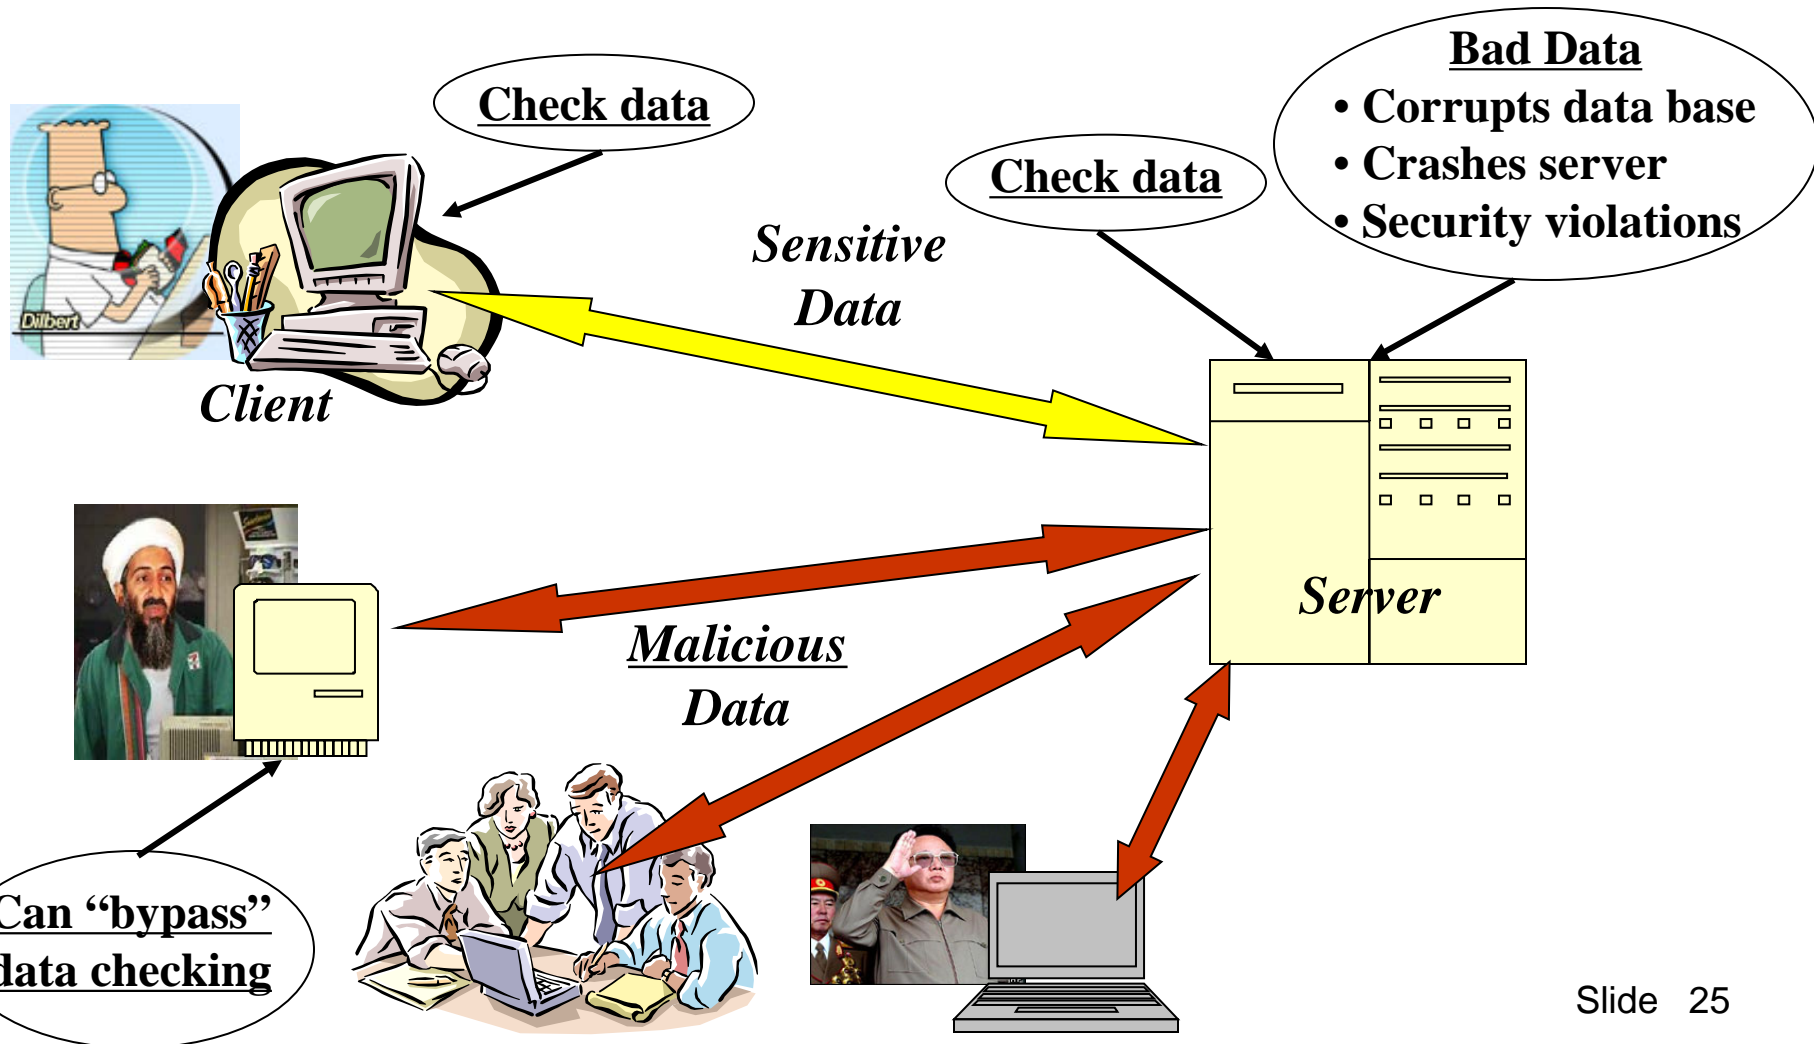 Check data
Bad Data
• Corrupts data base
• Crashes server
• Security violations
Check data
Sensitive
Data
Dilbert
Client
Server
Malicious
Data
Can “bypass”
data checking
Slide 25